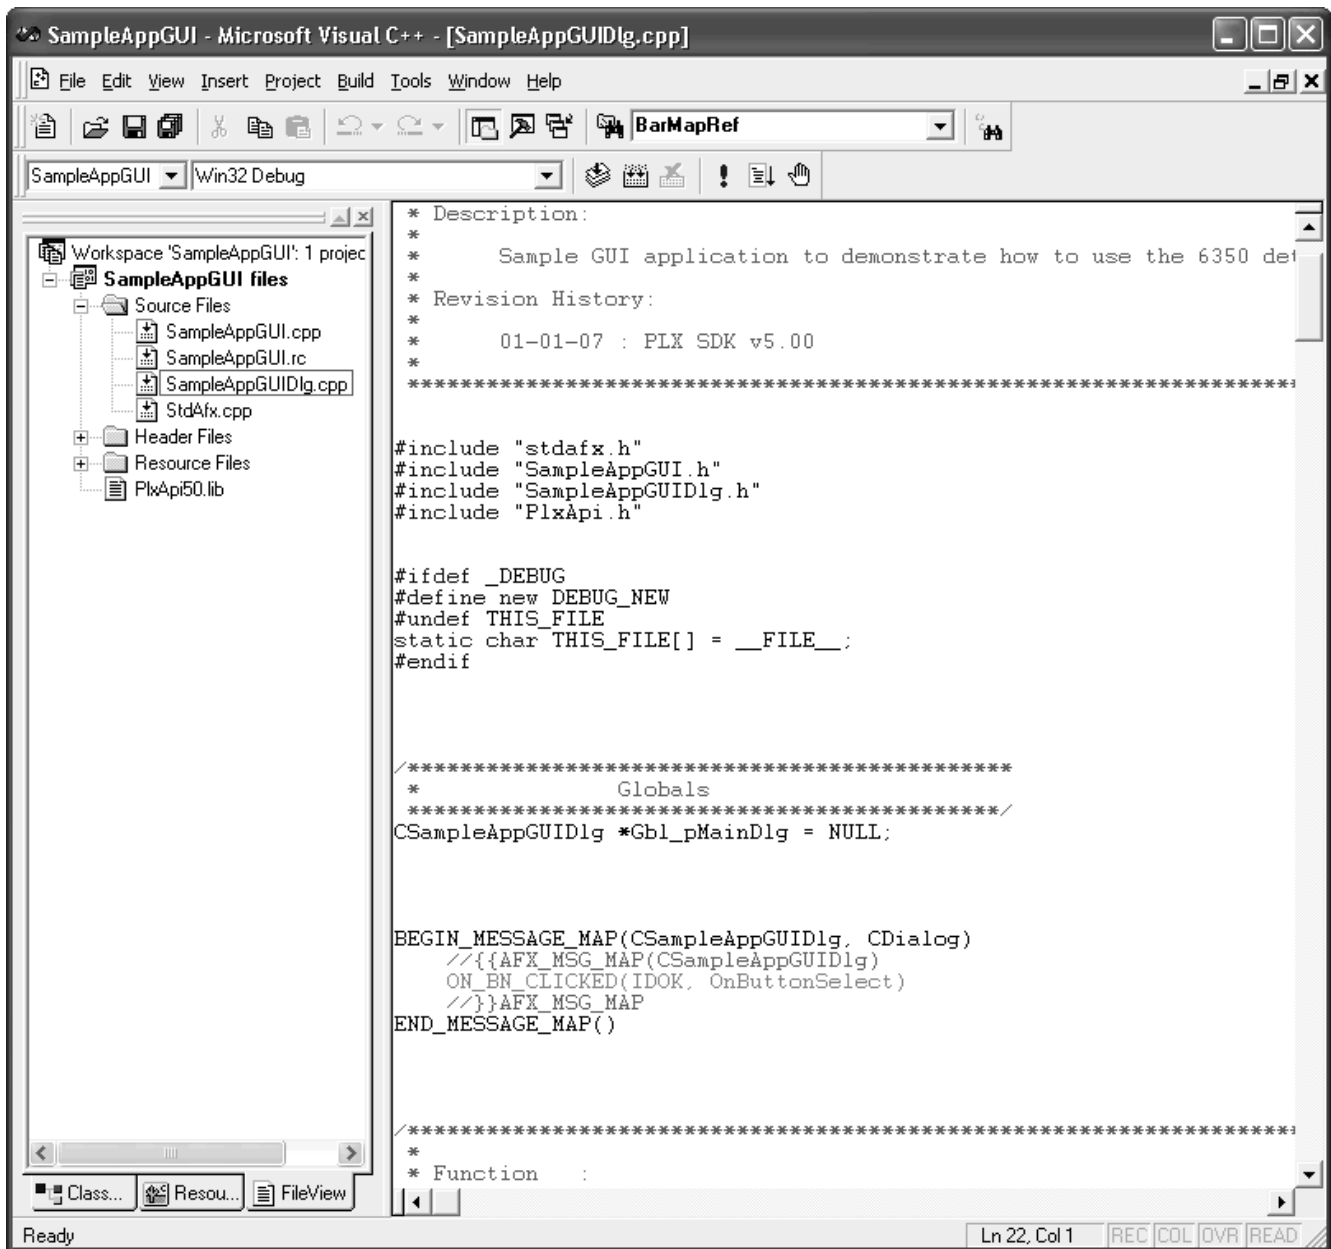 SampleAppGUI - Microsoft Visual C++ - [SampleAppGUIDlg.cpp]
File Edit View Insert Project Build Tools Window Help
BarMapRef
SampleAppGUI Win32 Debug
Workspace 'SampleAppGUI': 1 projec
SampleAppGUI files
Source Files
SampleAppGUI.cpp
SampleAppGUI.rc
SampleAppGUIDlg.cpp
StdAfx.cpp
Header Files
Resource Files
PlxApi50.lib
Class... Resou... FileView
* Description:
*
* Sample GUI application to demonstrate how to use the 6350 det
*
* Revision History:
*
* 01-01-07 : PLX SDK v5.00
*
*******************************************************************
#include "stdafx.h"
#include "SampleAppGUI.h"
#include "SampleAppGUIDlg.h"
#include "PlxApi.h"
#ifdef _DEBUG
#define new DEBUG_NEW
#undef THIS_FILE
static char THIS_FILE[] = __FILE__;
#endif
/**********************************************
* Globals
*********************************************/
CSampleAppGUIDlg *Gbl_pMainDlg = NULL;
BEGIN_MESSAGE_MAP(CSampleAppGUIDlg, CDialog)
//{{AFX_MSG_MAP(CSampleAppGUIDlg)
ON_BN_CLICKED(IDOK, OnButtonSelect)
//}}AFX_MSG_MAP
END_MESSAGE_MAP()
/*******************************************************************
*
* Function :
Ready
Ln 22, Col 1 REC COL OVR READ